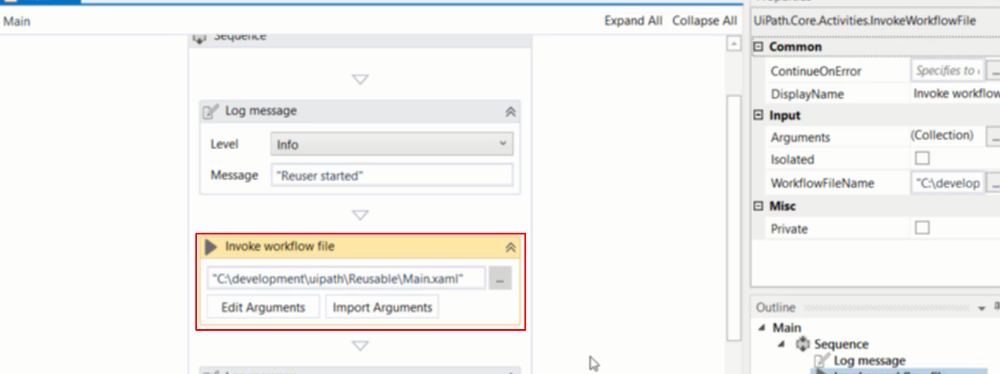 Main
Expand All Collapse All
Sequence
Log message
Level Info
Message "Reuser started"
Invoke workflow file
"C:\development\uipath\Reusable\Main.xaml" ...
Edit Arguments Import Arguments
Properties
UiPath.Core.Activities.InvokeWorkflowFile
Common
ContinueOnError Specifies to
DisplayName Invoke workflow
Input
Arguments (Collection) ...
Isolated
WorkflowFileName "C:\develop ...
Misc
Private
Outline
Main
Sequence
Log message